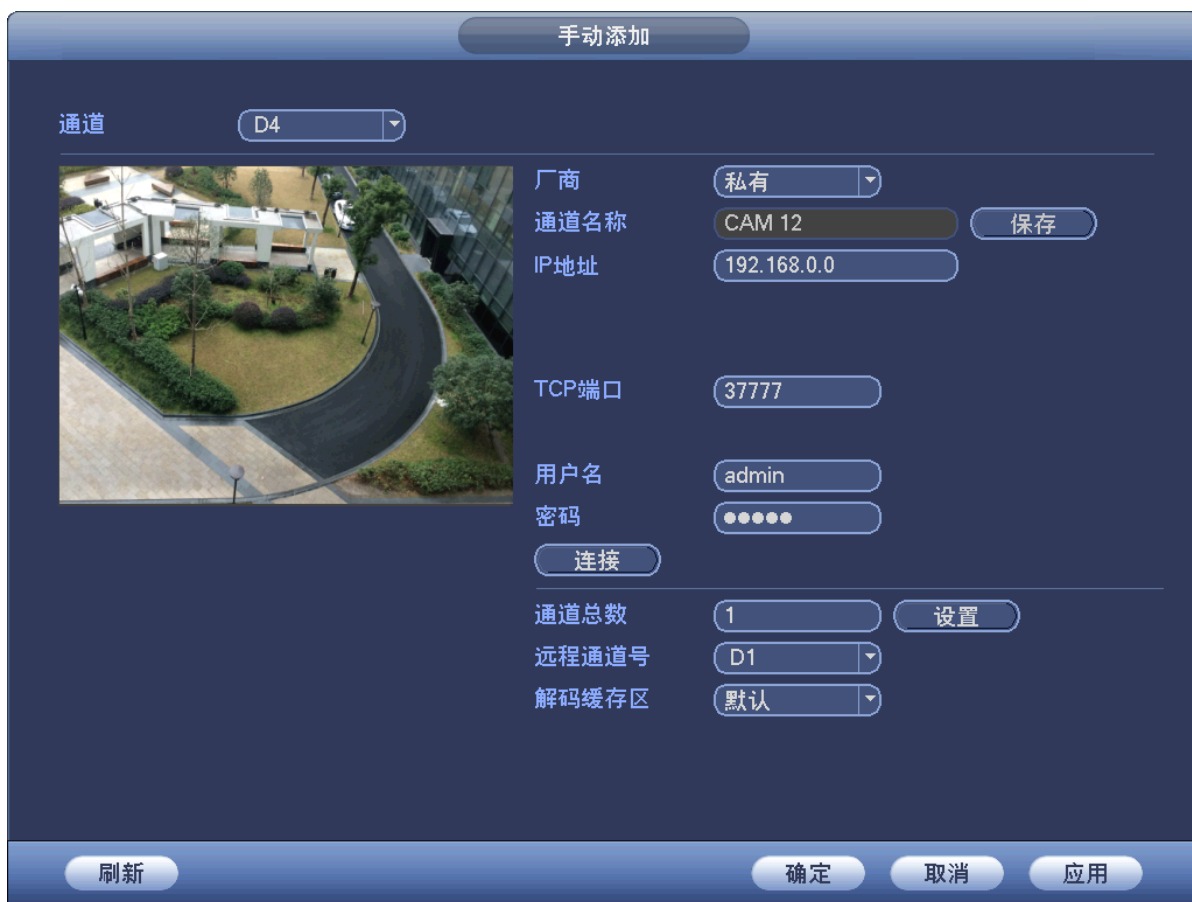 手动添加
通道 D4
厂商 私有
通道名称 CAM 12 保存
IP地址 192.168.0.0
TCP端口 37777
用户名 admin
密码 ●●●●●
连接
通道总数 1 设置
远程通道号 D1
解码缓存区 默认
刷新 确定 取消 应用